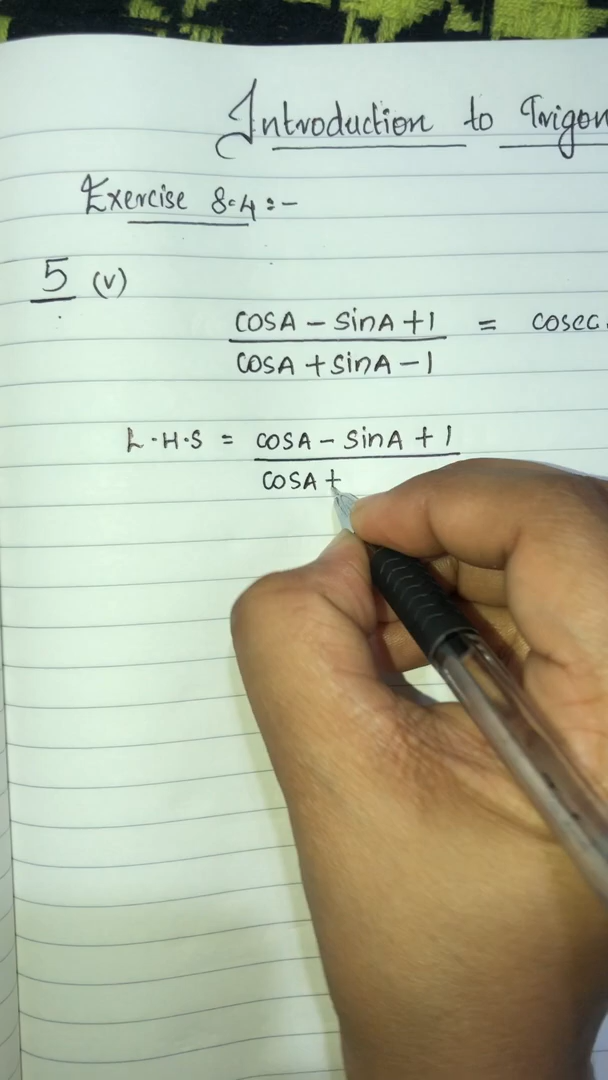 Introduction to Trigon
Exercise 8.4 :-
5 (v)
cosA - sinA + 1 = cosec
cosA + sinA - 1
L.H.S = cosA - sinA + 1
cosA +